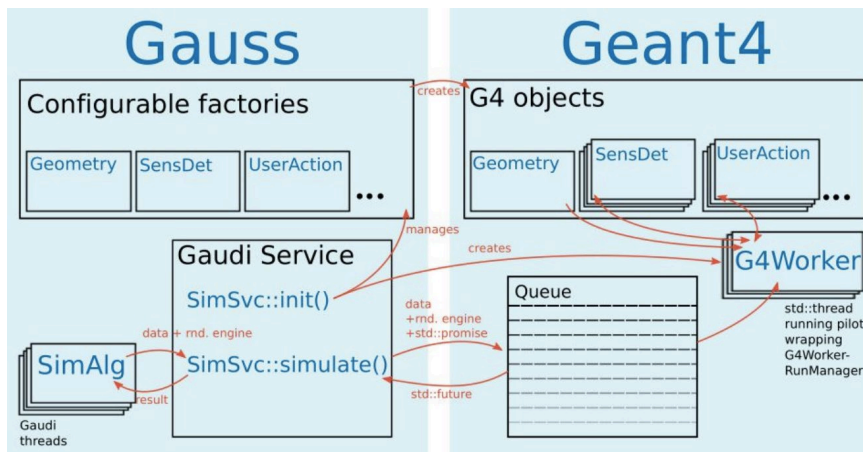 Gauss
Geant4
Configurable factories
creates
G4 objects
Geometry
SensDet
UserAction
...
Geometry
SensDet
UserAction
...
manages
Gaudi Service
creates
G4Worker
SimSvc::init()
data
+rnd. engine
+std::promise
Queue
std::thread
running pilot
wrapping
G4Worker-
RunManager
data + rnd. engine
SimAlg
SimSvc::simulate()
result
std::future
Gaudi
threads